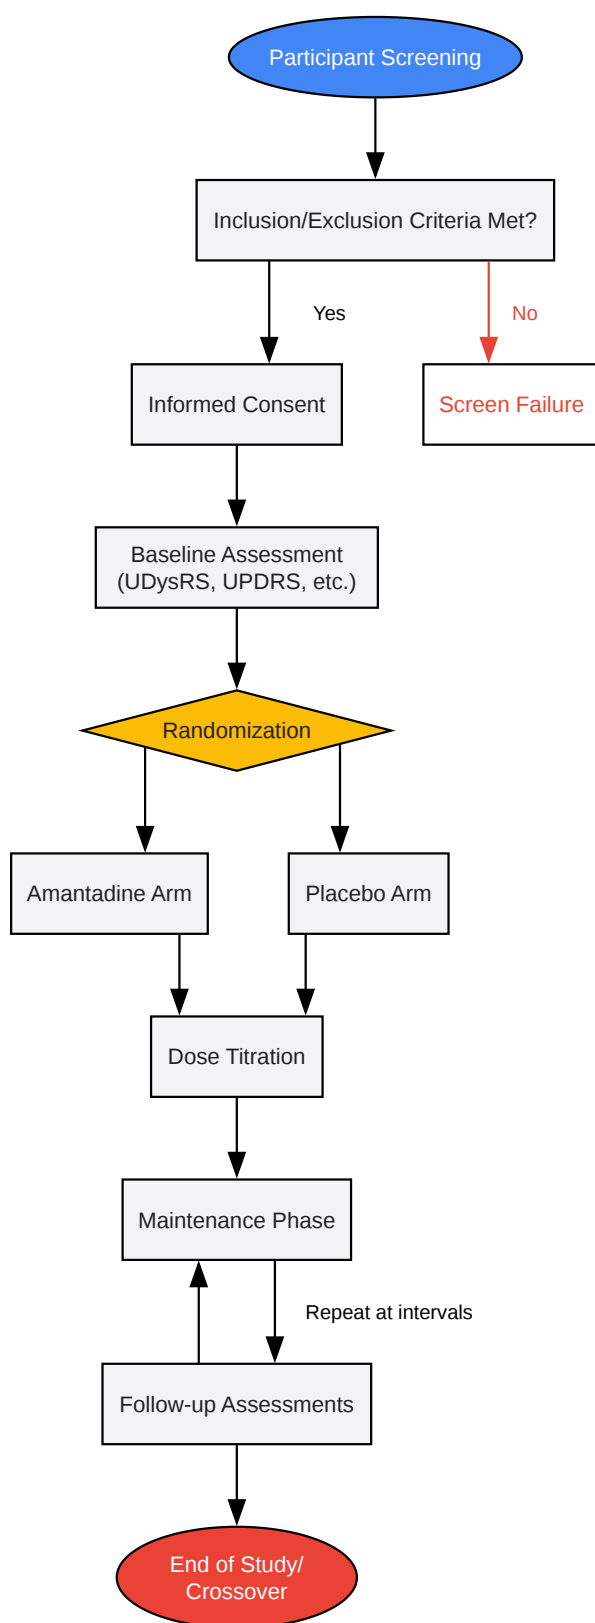 Participant Screening
Inclusion/Exclusion Criteria Met?
Yes
No
Informed Consent
Screen Failure
Baseline Assessment
(UDysRS, UPDRS, etc.)
Randomization
Amantadine Arm
Placebo Arm
Dose Titration
Maintenance Phase
Repeat at intervals
Follow-up Assessments
End of Study/
Crossover